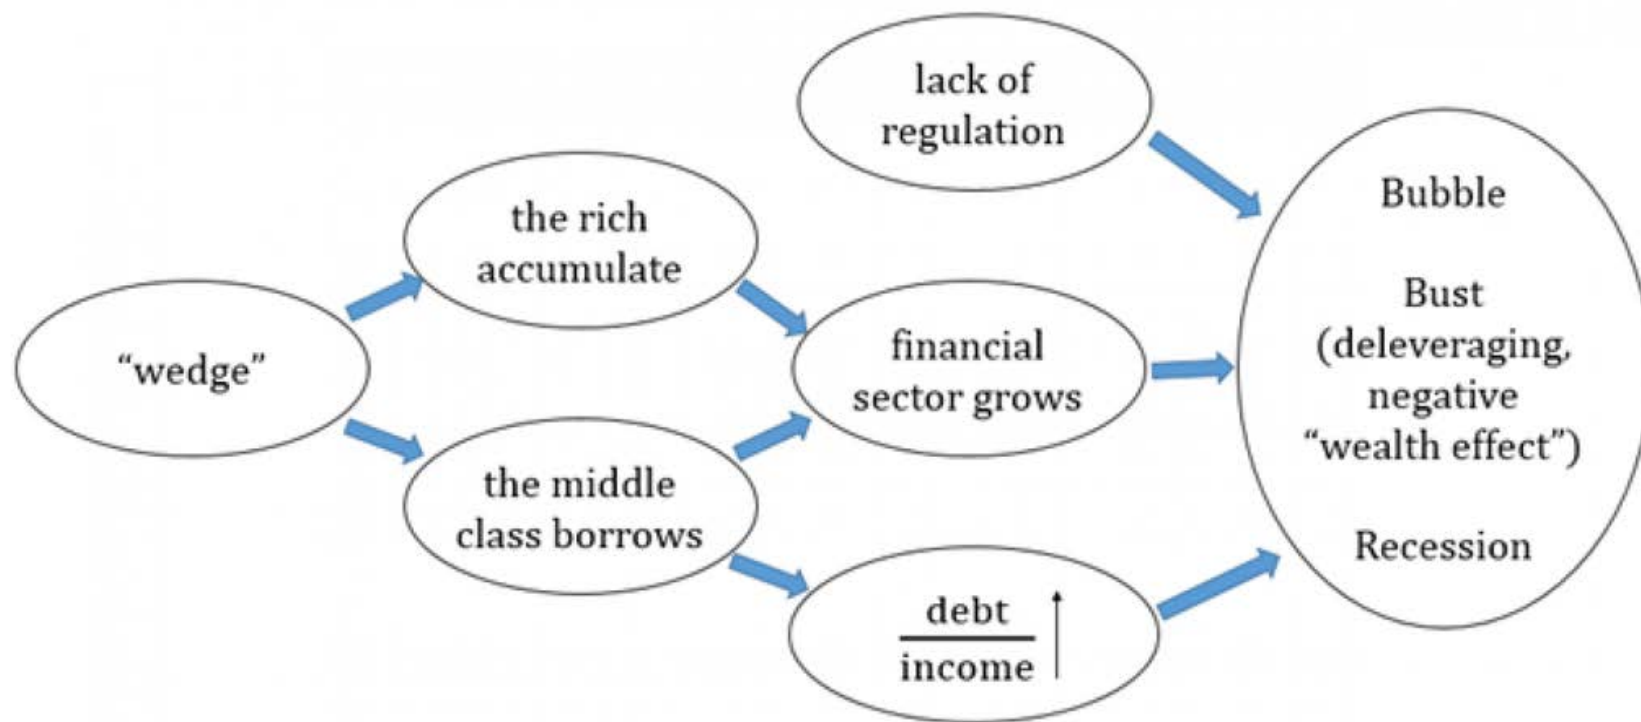 “wedge”
the rich
accumulate
the middle
class borrows
lack of
regulation
financial
sector grows
debt
income
Bubble
Bust
(deleveraging,
negative
“wealth effect”)
Recession